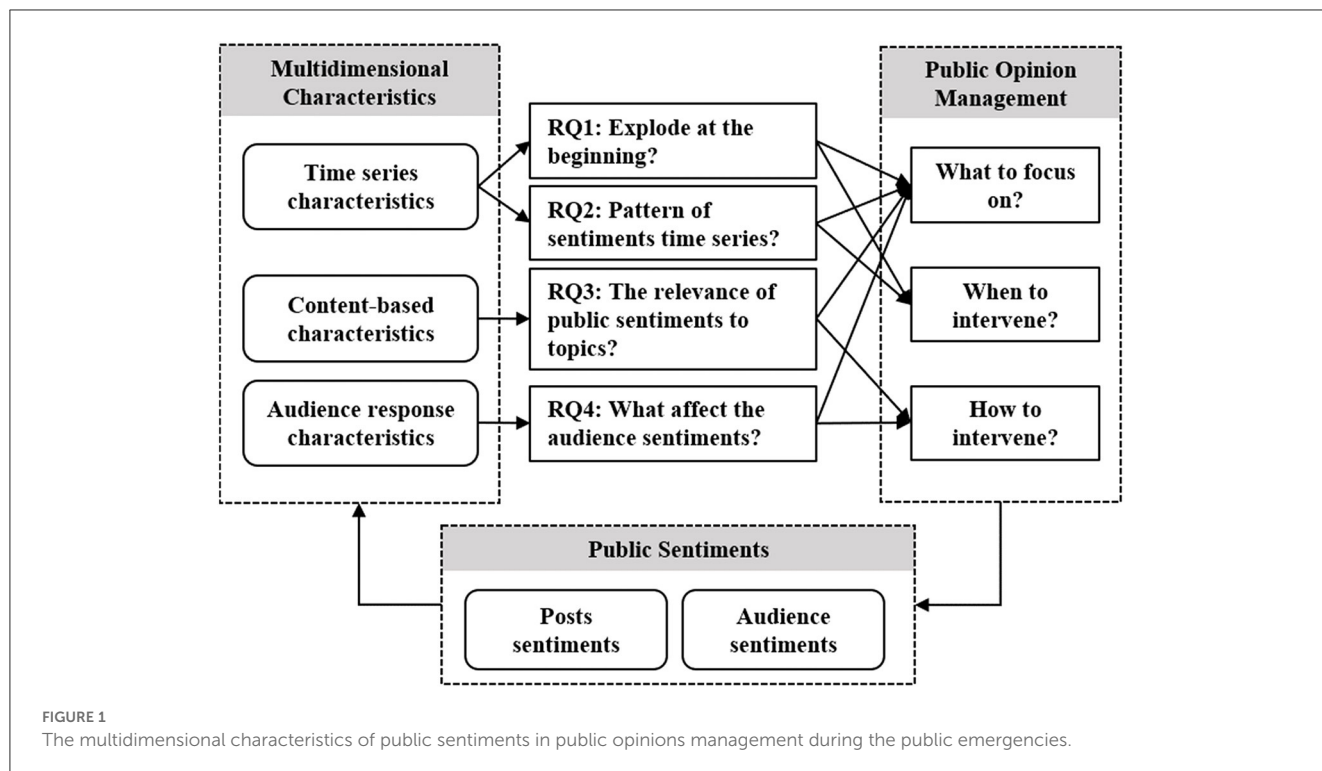 Multidimensional
Characteristics
Time series
characteristics
Content-based
characteristics
Audience response
characteristics
RQ1: Explode at the
beginning?
RQ2: Pattern of
sentiments time series?
RQ3: The relevance of
public sentiments to
topics?
RQ4: What affect the
audience sentiments?
Public Opinion
Management
What to focus
on?
When to
intervene?
How to
intervene?
Public Sentiments
Posts
sentiments
Audience
sentiments
FIGURE 1
The multidimensional characteristics of public sentiments in public opinions management during the public emergencies.